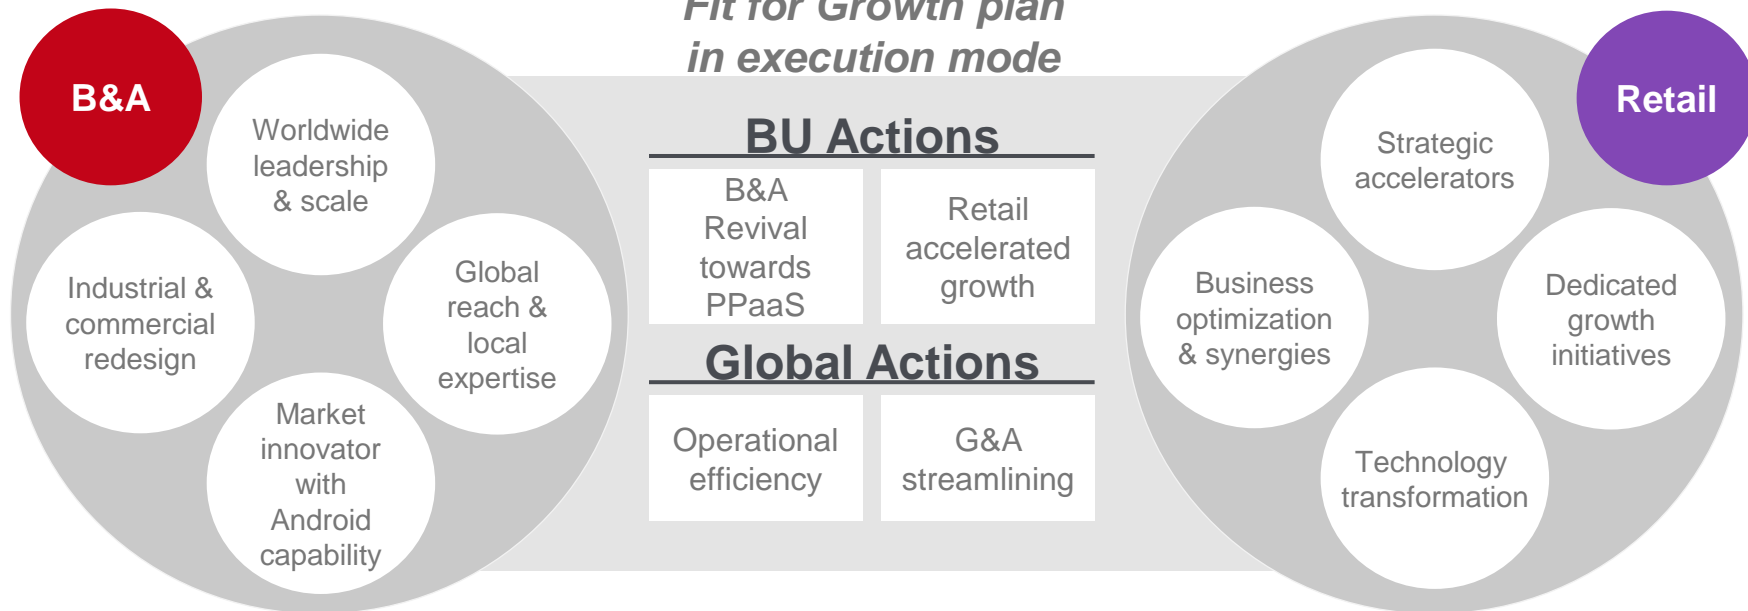 Fit for Growth plan
in execution mode
B&A
Worldwide
leadership
& scale
Industrial &
commercial
redesign
Global
reach &
local
expertise
Market
innovator
with
Android
capability
BU Actions
B&A
Revival
towards
PPaaS
Retail
accelerated
growth
Global Actions
Operational
efficiency
G&A
streamlining
Retail
Strategic
accelerators
Business
optimization
& synergies
Dedicated
growth
initiatives
Technology
transformation